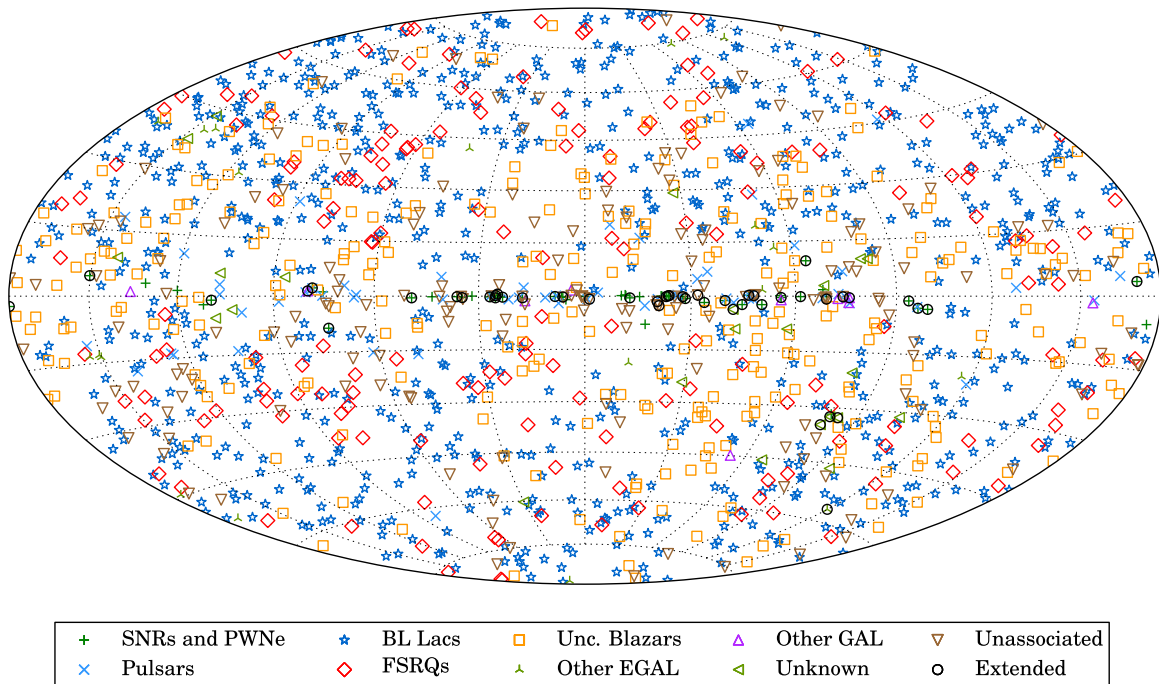 SNRs and PWNe BL Lacs Unc. Blazars Other GAL Unassociated
Pulsars FSRQs Other EGAL Unknown Extended